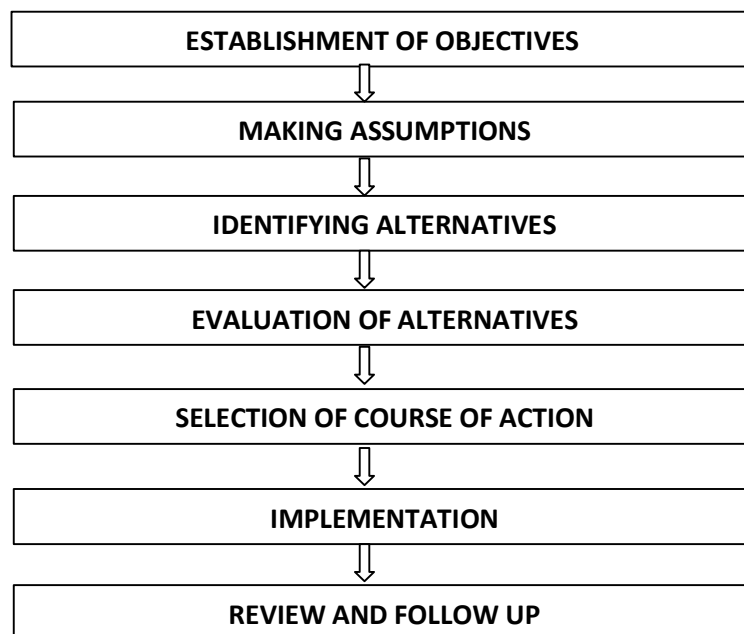 ESTABLISHMENT OF OBJECTIVES
MAKING ASSUMPTIONS
IDENTIFYING ALTERNATIVES
EVALUATION OF ALTERNATIVES
SELECTION OF COURSE OF ACTION
IMPLEMENTATION
REVIEW AND FOLLOW UP